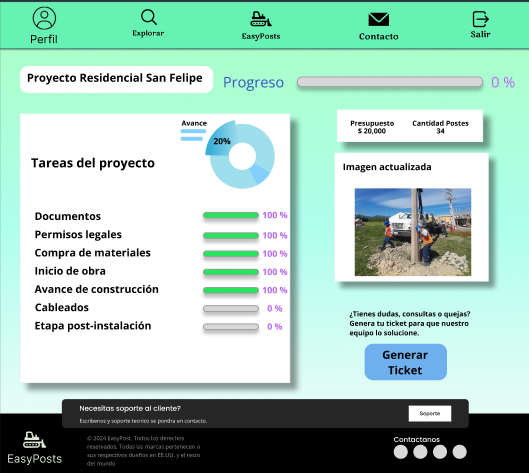 Perfil
Explorar
EasyPosts
Contacto
Salir
Proyecto Residencial San Felipe
Progreso
0 %
Avance
20%
Tareas del proyecto
Documentos 100 %
Permisos legales 100 %
Compra de materiales 100 %
Inicio de obra 100 %
Avance de construcción 100 %
Cableados 0 %
Etapa post-instalación 0 %
Presupuesto
$ 20,000
Cantidad Postes
34
Imagen actualizada
¿Tienes dudas, consultas o quejas?
Genera tu ticket para que nuestro
equipo lo solucione.
Generar
Ticket
Necesitas soporte al cliente?
Escribenos y soporte tecnico se pondra en contacto.
Soporte
EasyPosts
© 2024 EasyPost. Todos los derechos
reservados. Todas las marcas pertenecen a
sus respectivos dueños en EE.UU. y el resto
del mundo
Contactanos